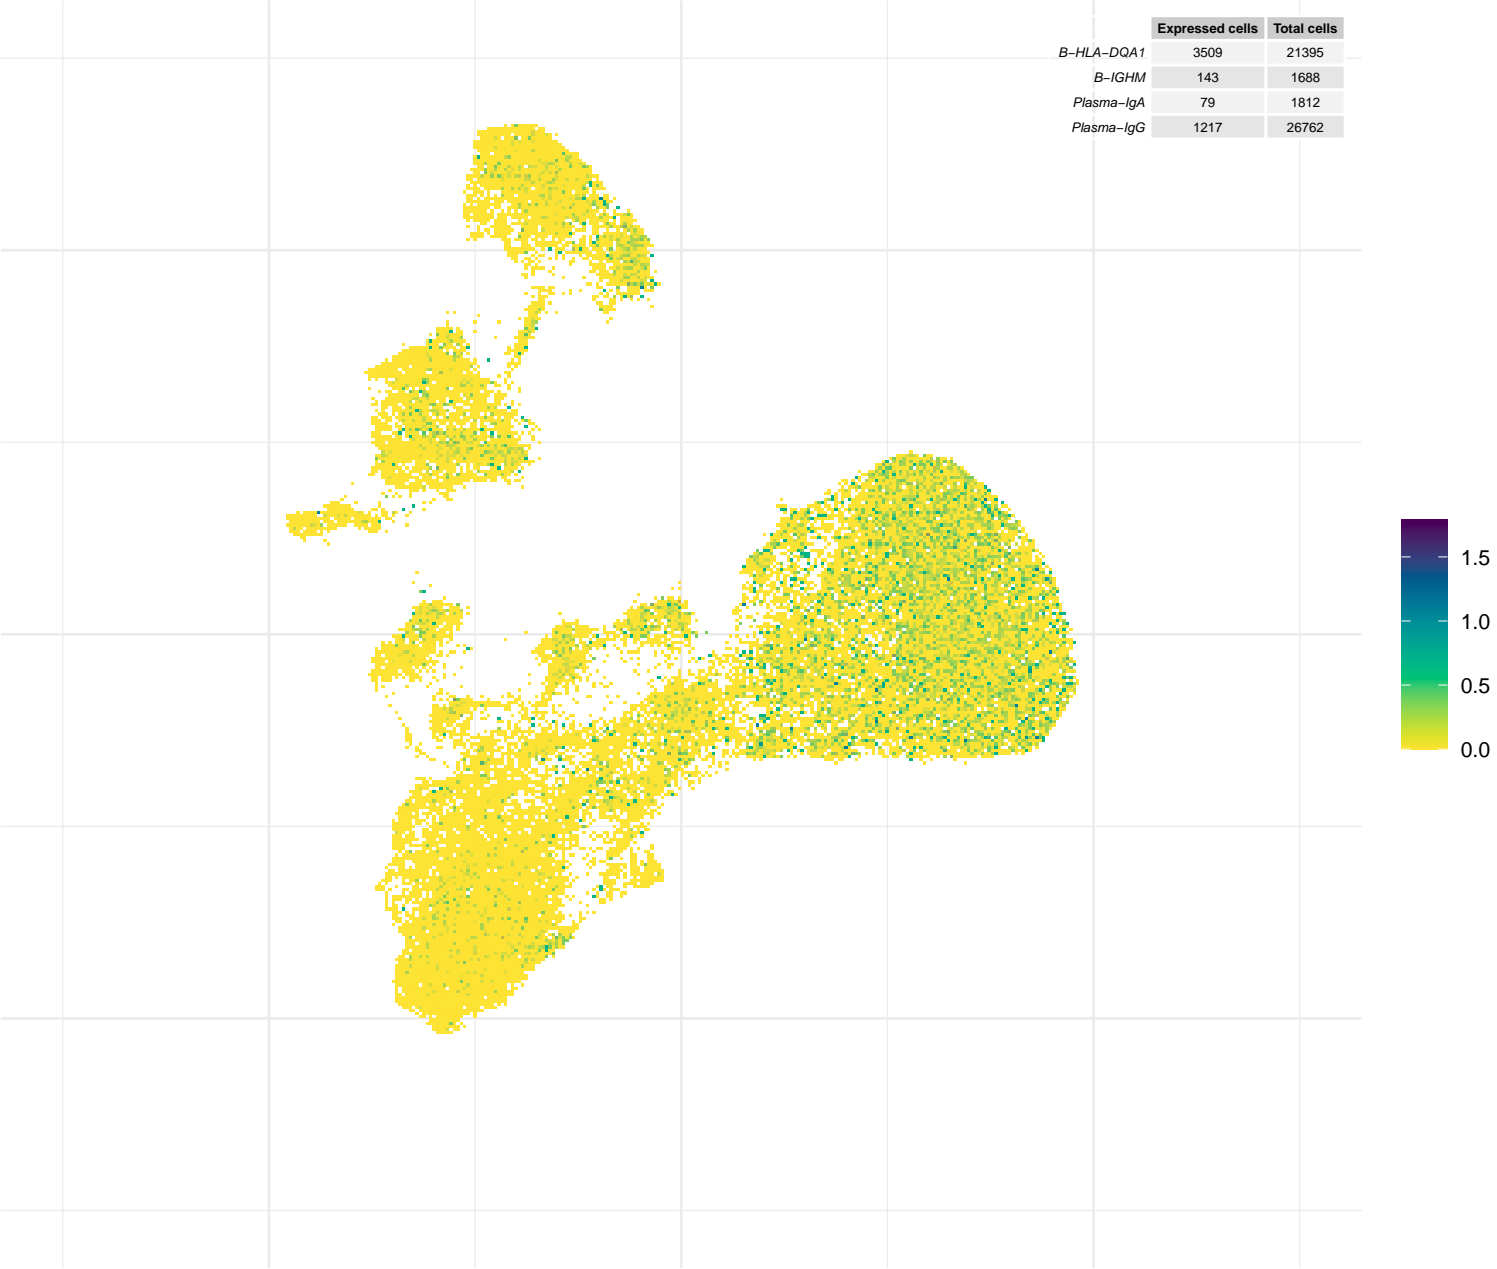 Expressed cells Total cells
B−HLA−DQA1 3509 21395
B−IGHM 143 1688
Plasma−IgA 79 1812
Plasma−IgG 1217 26762
1.5
1.0
0.5
0.0